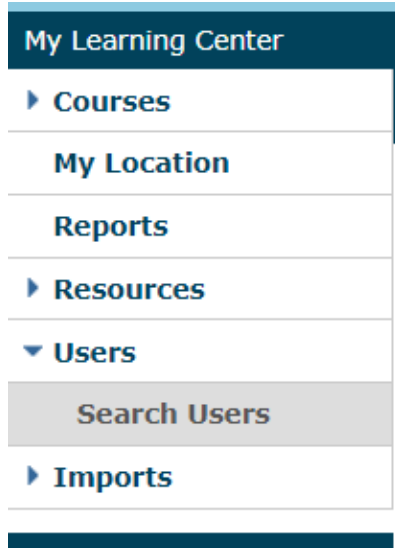 My Learning Center
Courses
My Location
Reports
Resources
Users
Search Users
Imports